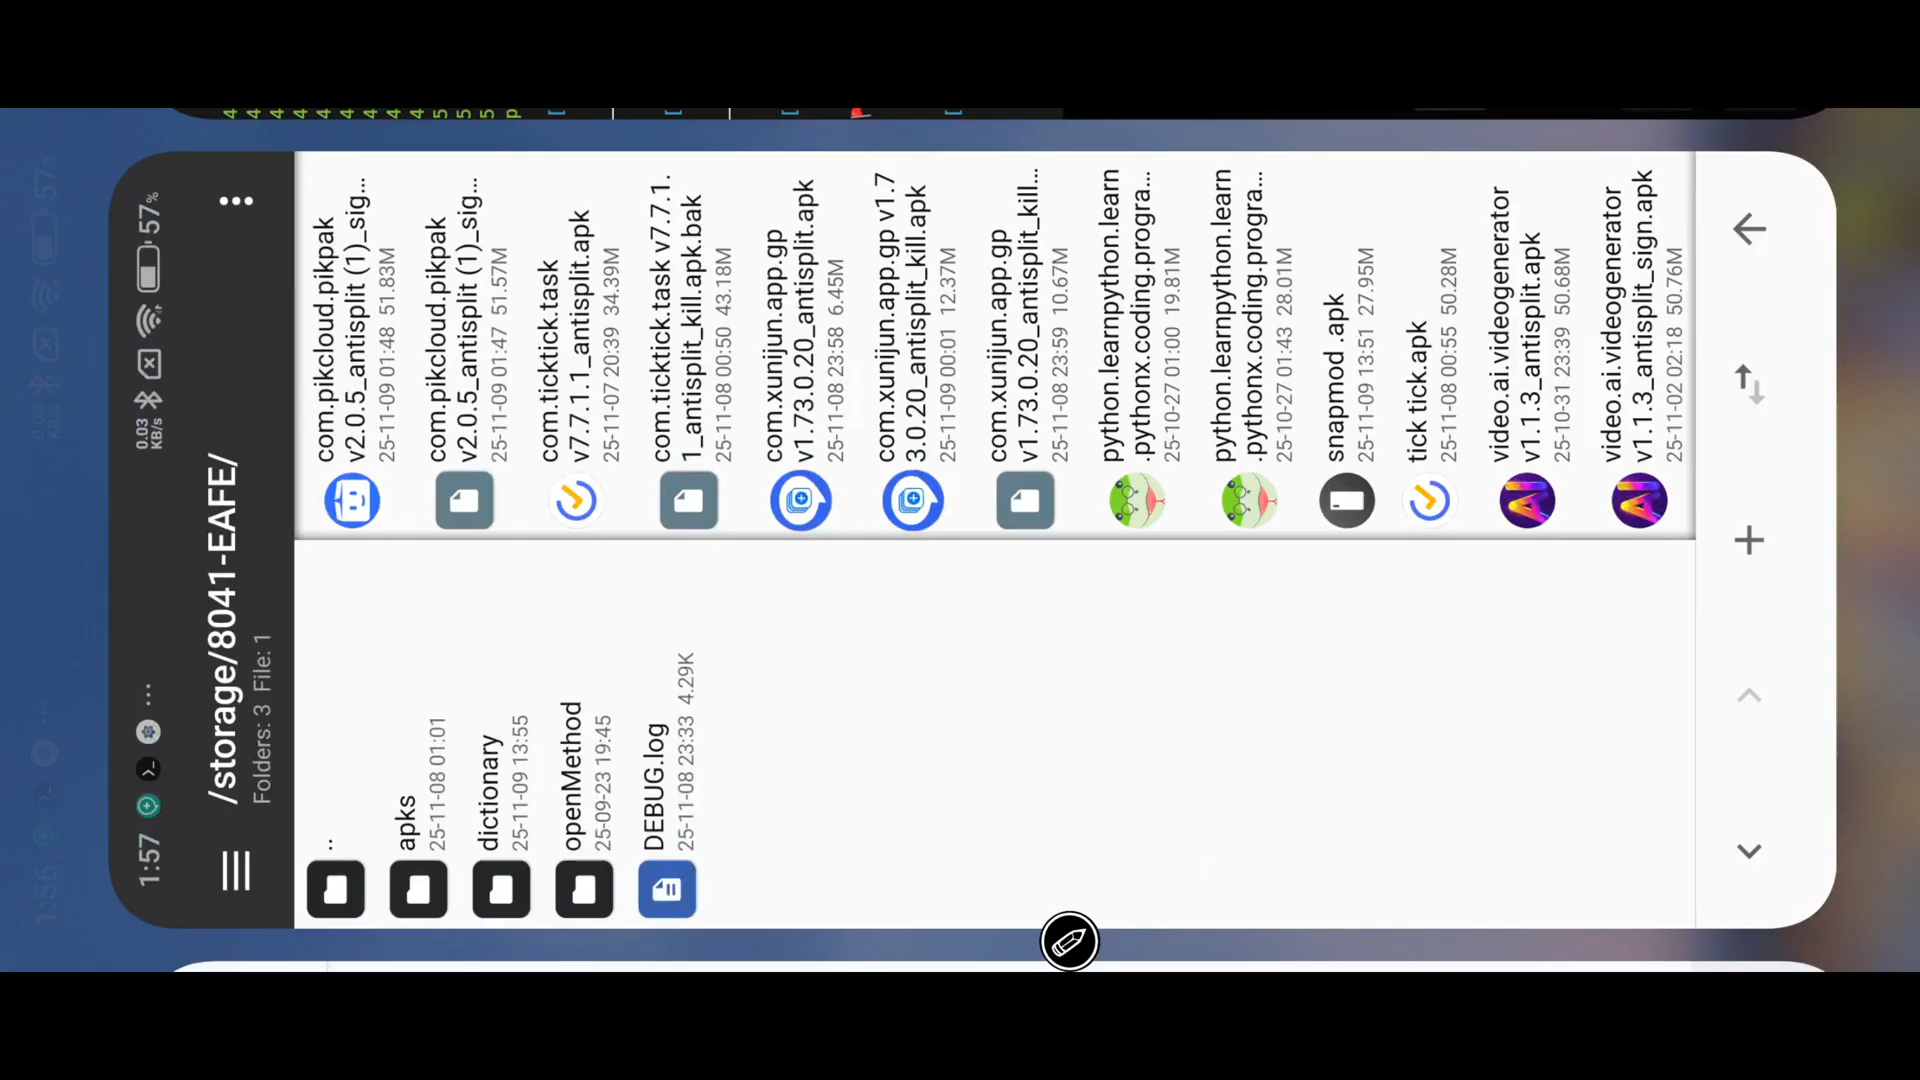 1:57
0.03
KB/s
57%
/storage/8041-EAFE/
Folders: 3 File: 1
..
apks
25-11-08 01:01
dictionary
25-11-09 13:55
openMethod
25-09-23 19:45
DEBUG.log
25-11-08 23:33 4.29K
com.pikcloud.pikpak
v2.0.5_antisplit (1)_sig...
25-11-09 01:48 51.83M
com.pikcloud.pikpak
v2.0.5_antisplit (1)_sig...
25-11-09 01:47 51.57M
com.ticktick.task
v7.7.1.1_antisplit.apk
25-11-07 20:39 34.39M
com.ticktick.task v7.7.1.
1_antisplit_kill.apk.bak
25-11-08 00:50 43.18M
com.xunijun.app.gp
v1.73.0.20_antisplit.apk
25-11-08 23:58 6.45M
com.xunijun.app.gp v1.7
3.0.20_antisplit_kill.apk
25-11-09 00:01 12.37M
com.xunijun.app.gp
v1.73.0.20_antisplit_kill...
25-11-08 23:59 10.67M
python.learnpython.learn
.pythonx.coding.progra...
25-10-27 01:00 19.81M
python.learnpython.learn
.pythonx.coding.progra...
25-10-27 01:43 28.01M
snapmod .apk
25-11-09 13:51 27.95M
tick tick.apk
25-11-08 00:55 50.28M
video.ai.videogenerator
v1.1.3_antisplit.apk
25-10-31 23:39 50.68M
video.ai.videogenerator
v1.1.3_antisplit_sign.apk
25-11-02 02:18 50.76M